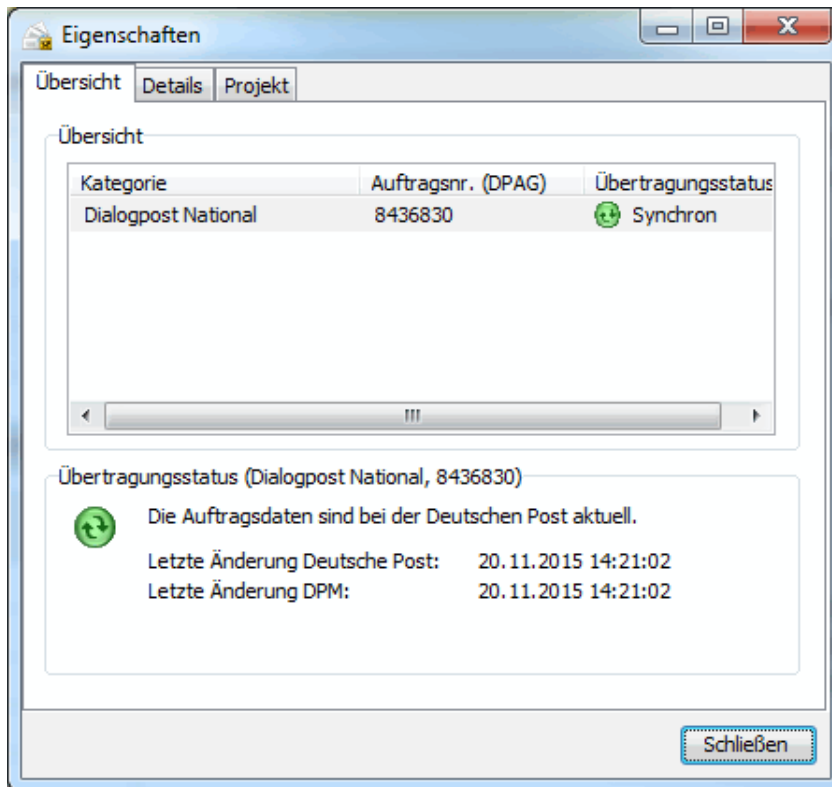 Eigenschaften
Übersicht Details Projekt
Übersicht
Kategorie Auftragsnr. (DPAG) Übertragungsstatus
Dialogpost National 8436830 Synchron
Übertragungsstatus (Dialogpost National, 8436830)
Die Auftragsdaten sind bei der Deutschen Post aktuell.
Letzte Änderung Deutsche Post: 20.11.2015 14:21:02
Letzte Änderung DPM: 20.11.2015 14:21:02
Schließen